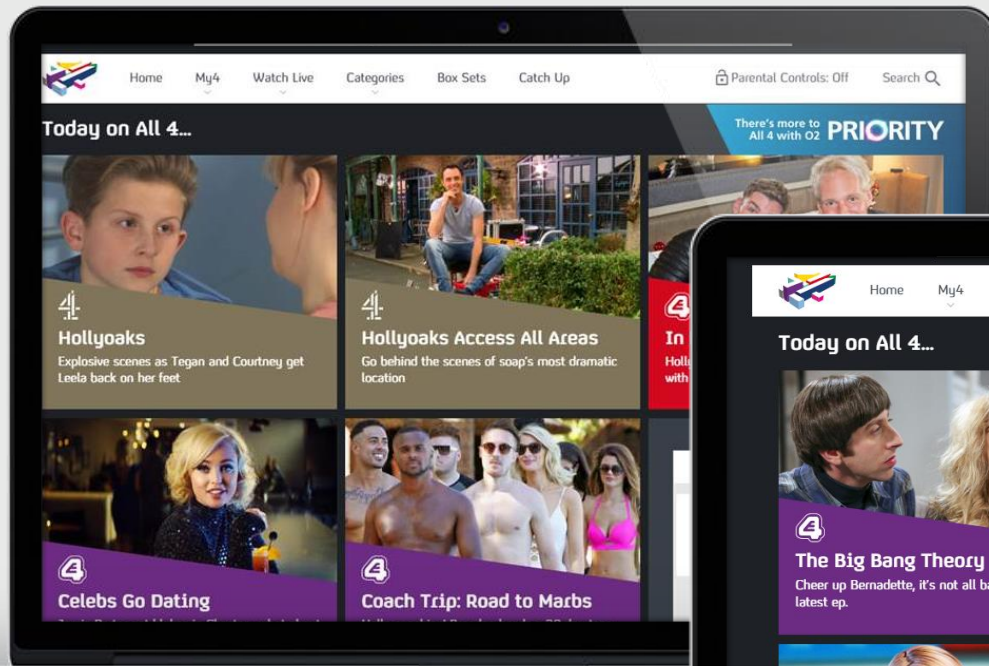 Home My4 Watch Live Categories Box Sets Catch Up Parental Controls: Off Search
Today on All 4...
There's more to
All 4 with O2 PRIORITY
Hollyoaks
Explosive scenes as Tegan and Courtney get
Leela back on her feet
Hollyoaks Access All Areas
Go behind the scenes of soap's most dramatic
location
In
Holly
with
Celebs Go Dating
Coach Trip: Road to Marbs
Home My4
Today on All 4...
The Big Bang Theory
Cheer up Bernadette, it's not all ba
latest ep.